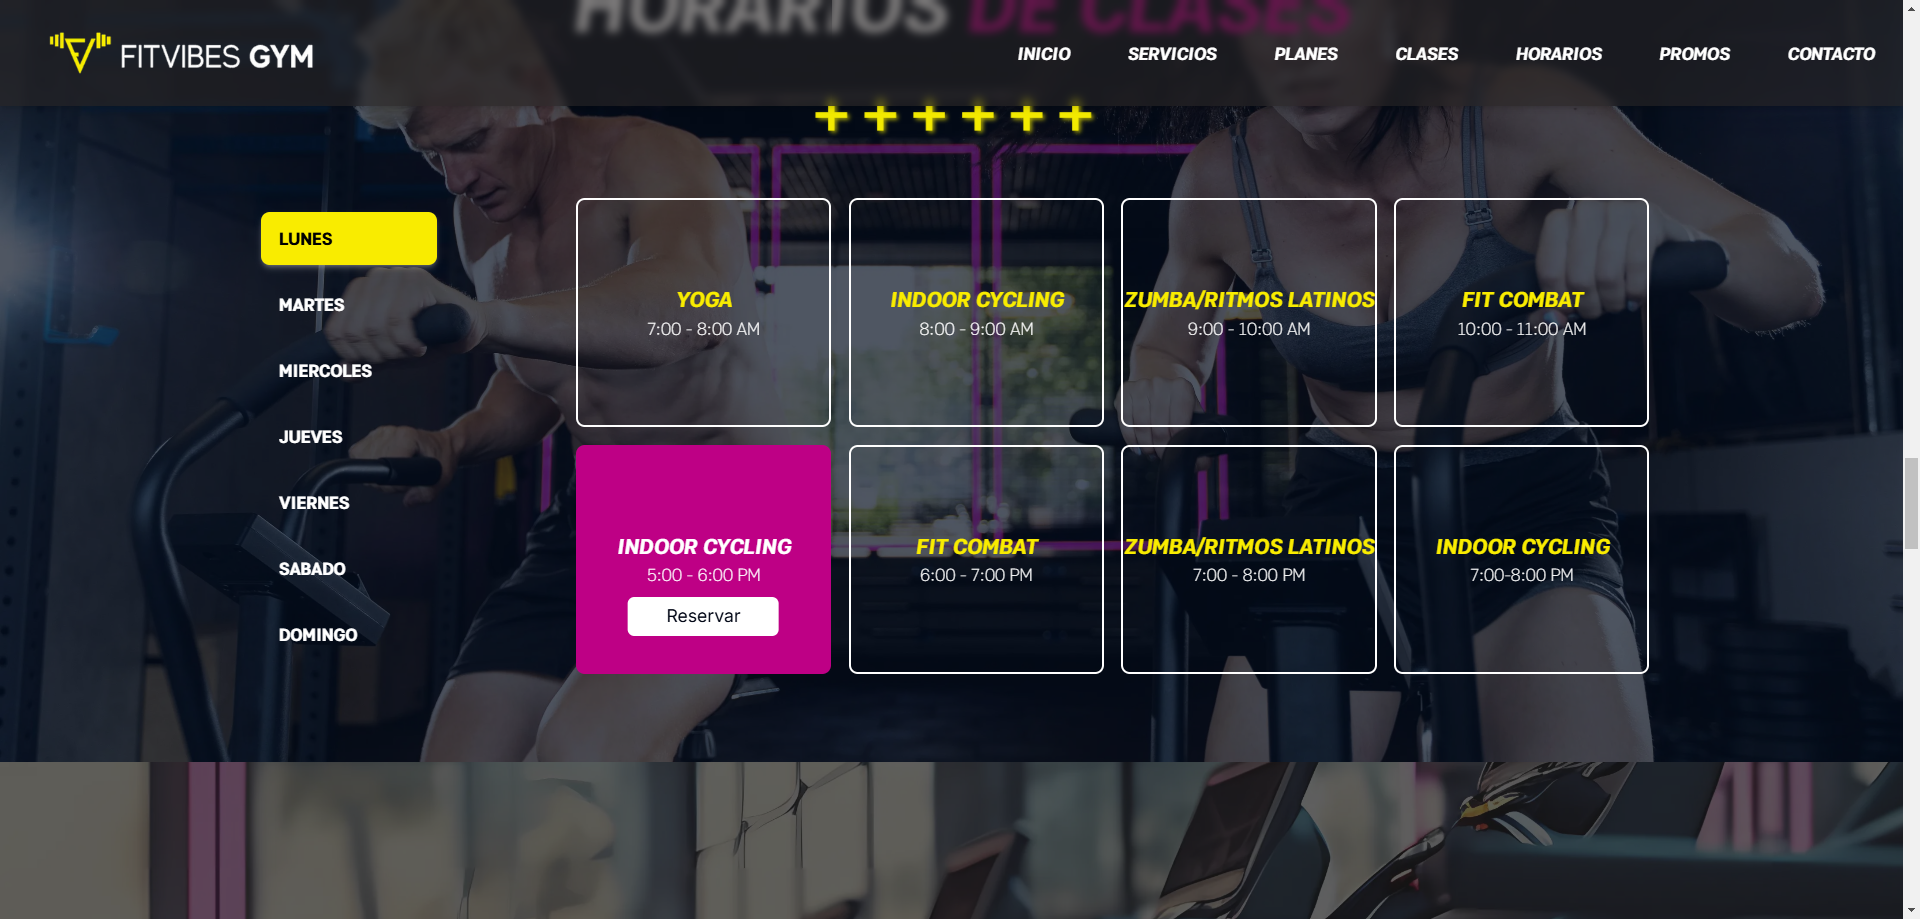 HORARIOS DE CLASES
FITVIBES GYM
INICIO
SERVICIOS
PLANES
CLASES
HORARIOS
PROMOS
CONTACTO
++++++
LUNES
MARTES
MIERCOLES
JUEVES
VIERNES
SABADO
DOMINGO
YOGA
7:00 - 8:00 AM
INDOOR CYCLING
8:00 - 9:00 AM
ZUMBA/RITMOS LATINOS
9:00 - 10:00 AM
FIT COMBAT
10:00 - 11:00 AM
INDOOR CYCLING
5:00 - 6:00 PM
Reservar
FIT COMBAT
6:00 - 7:00 PM
ZUMBA/RITMOS LATINOS
7:00 - 8:00 PM
INDOOR CYCLING
7:00-8:00 PM